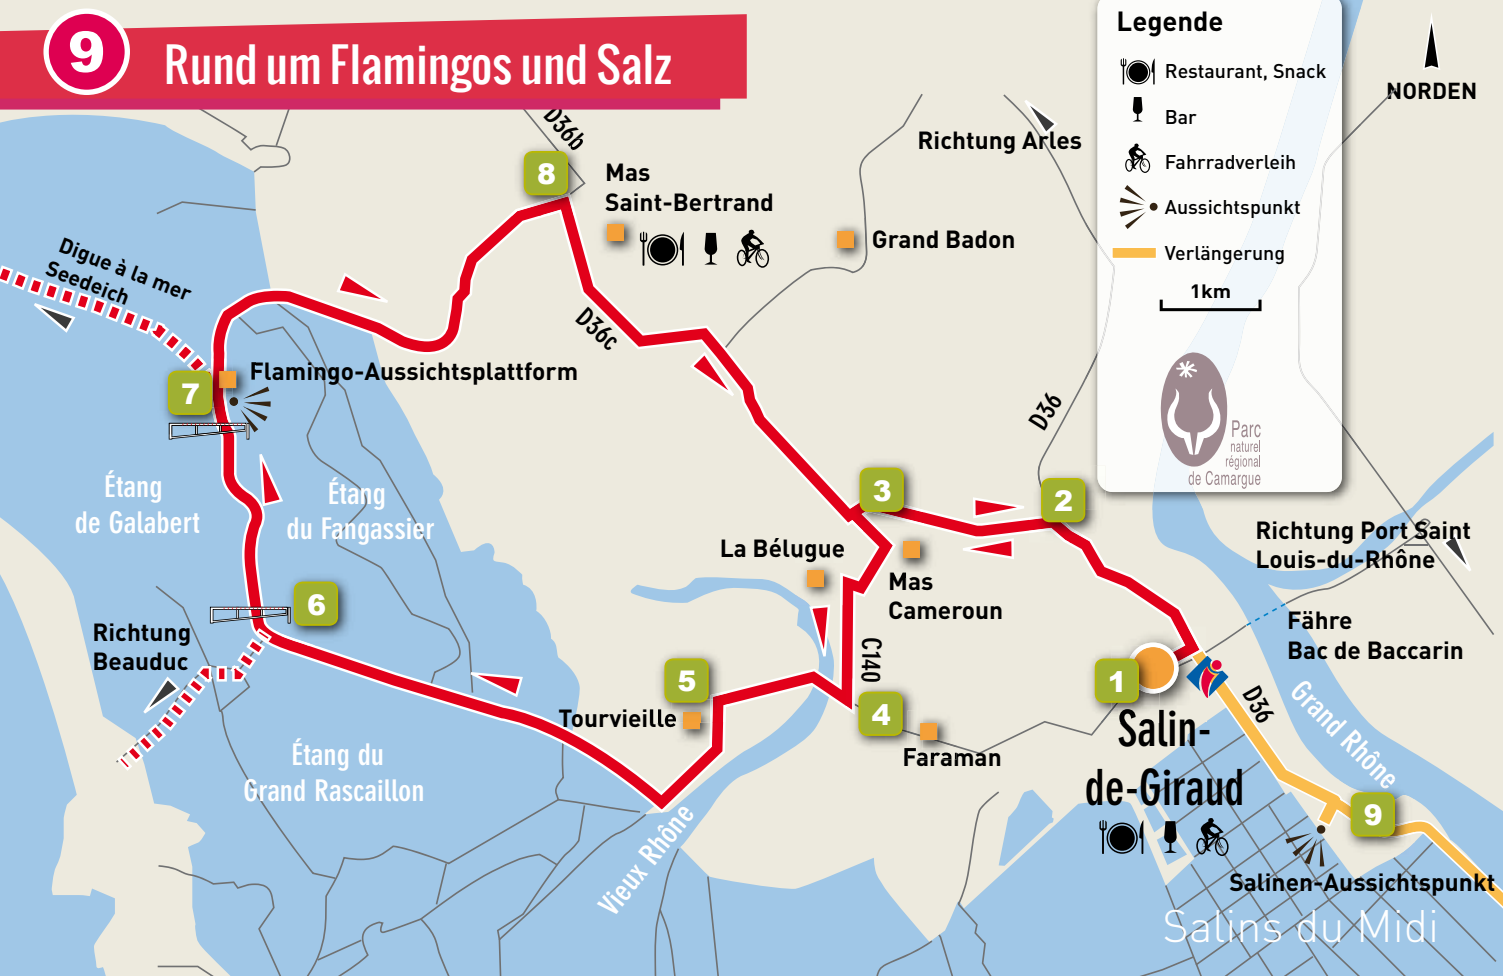 9
Rund um Flamingos und Salz
Legende
Restaurant, Snack
Bar
Fahrradverleih
Aussichtspunkt
Verlängerung
1km
Parc
naturel
régional
de Camargue
NORDEN
Richtung Arles
D36b
8
Mas
Saint-Bertrand
Grand Badon
Digue à la mer
Seedeich
D36c
7
Flamingo-Aussichtsplattform
D36
Étang
de Galabert
Étang
du Fangassier
3
2
Richtung Port Saint
Louis-du-Rhône
La Bélugue
Mas
Cameroun
6
Richtung
Beauduc
Fähre
Bac de Baccarin
C140
5
Tourvieille
4
Faraman
1
Salin-
de-Giraud
D36
Grand Rhône
Étang du
Grand Rascaillon
Vieux Rhône
9
Salinen-Aussichtspunkt
Salins du Midi